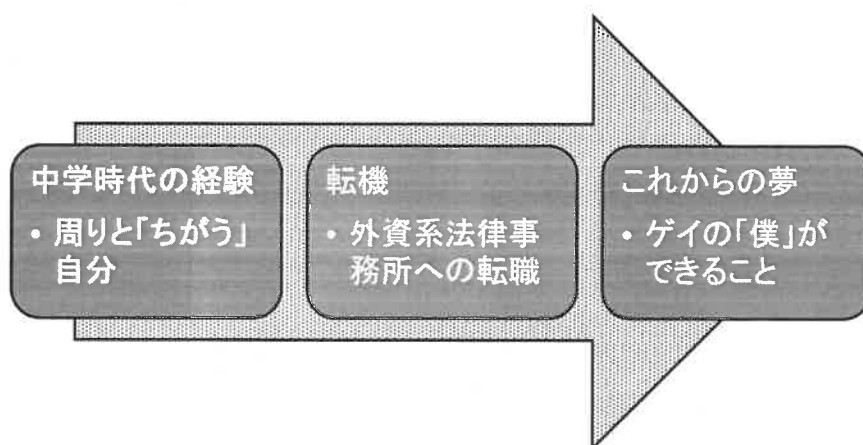 中学時代の経験
• 周りと「ちがう」
自分
転機
• 外資系法律事
務所への転職
これからの夢
• ゲイの「僕」が
できること